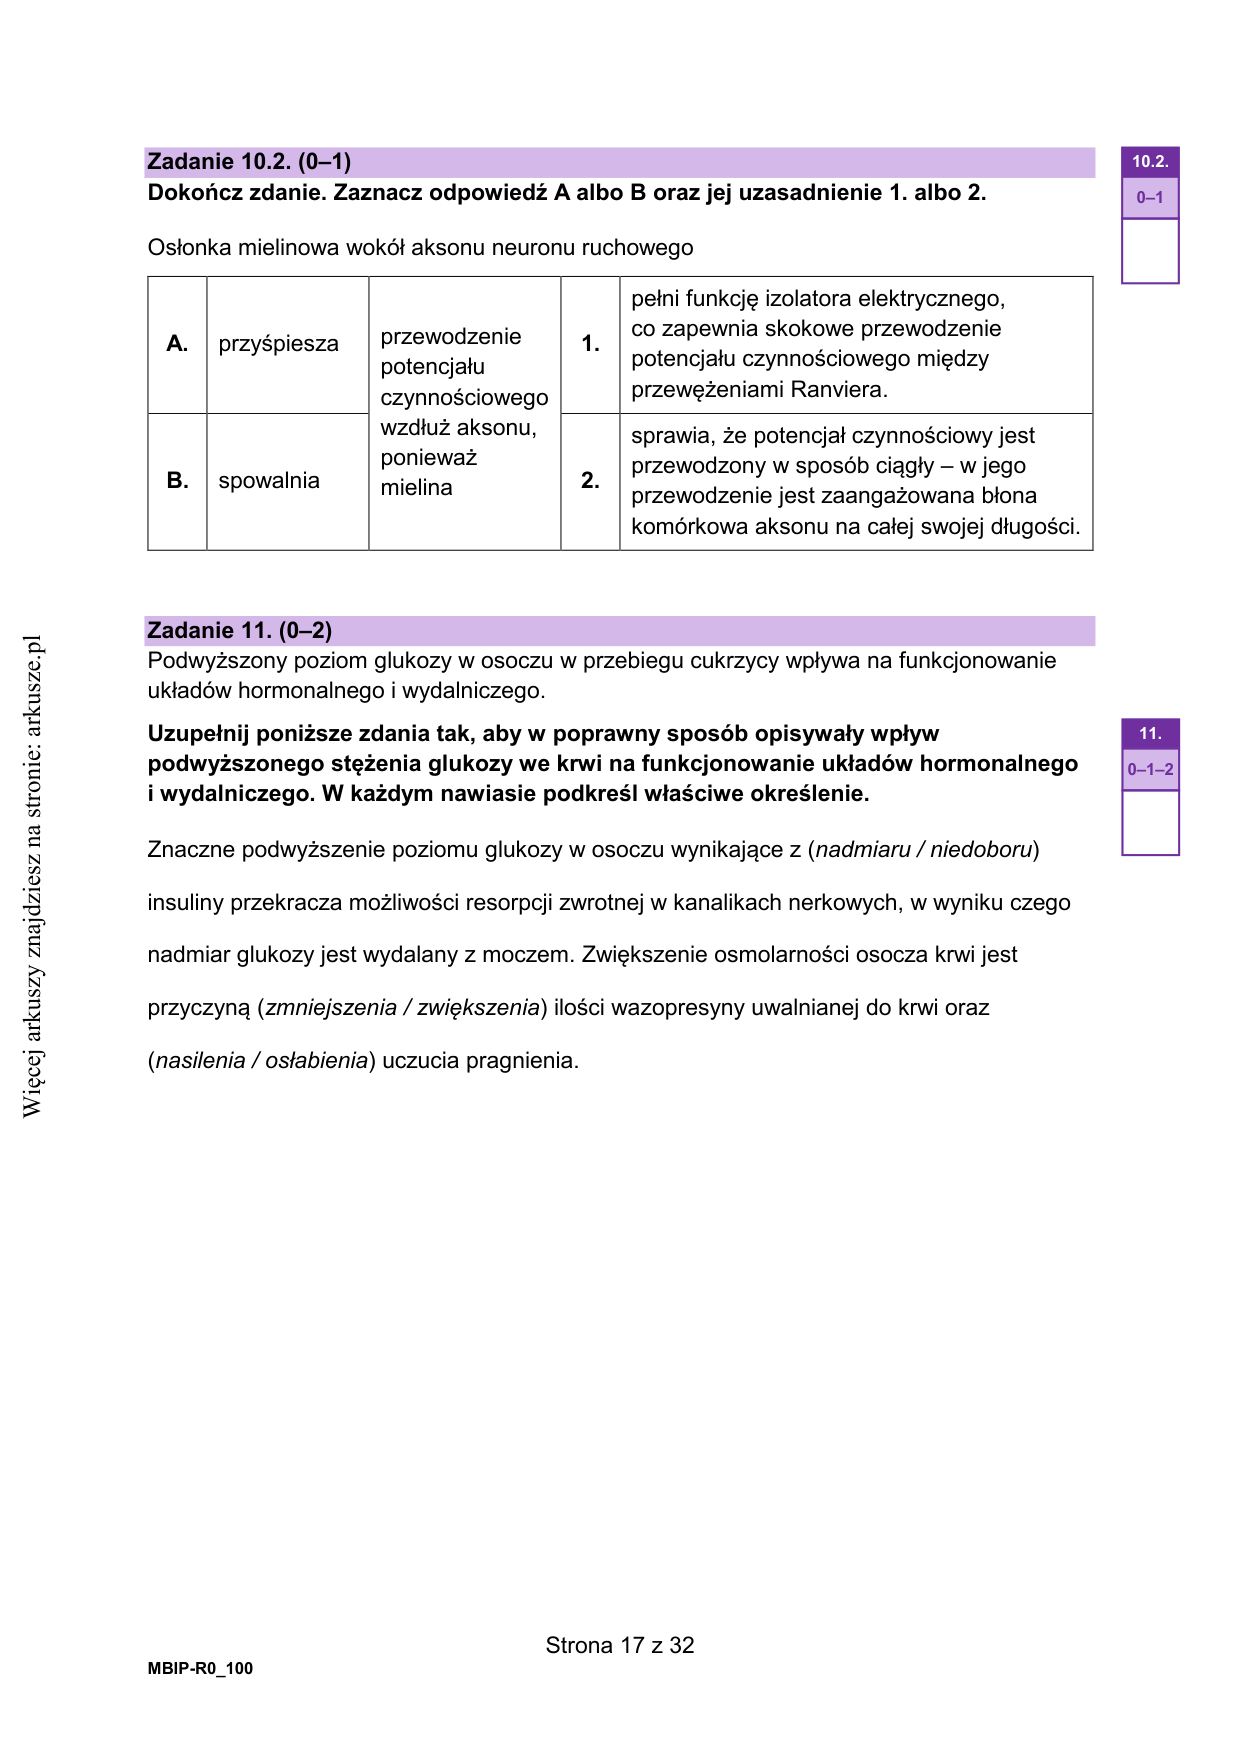 Zadanie 10.2. (0–1)
Dokończ zdanie. Zaznacz odpowiedź A albo B oraz jej uzasadnienie 1. albo 2.
10.2.
0–1
Osłonka mielinowa wokół aksonu neuronu ruchowego
A.
przyśpiesza
B.
spowalnia
przewodzenie
potencjału
czynnościowego
wzdłuż aksonu,
ponieważ
mielina
1.
pełni funkcję izolatora elektrycznego,
co zapewnia skokowe przewodzenie
potencjału czynnościowego między
przewężeniami Ranviera.
2.
sprawia, że potencjał czynnościowy jest
przewodzony w sposób ciągły – w jego
przewodzenie jest zaangażowana błona
komórkowa aksonu na całej swojej długości.
Zadanie 11. (0–2)
Podwyższony poziom glukozy w osoczu w przebiegu cukrzycy wpływa na funkcjonowanie
układów hormonalnego i wydalniczego.
Uzupełnij poniższe zdania tak, aby w poprawny sposób opisywały wpływ
podwyższonego stężenia glukozy we krwi na funkcjonowanie układów hormonalnego
i wydalniczego. W każdym nawiasie podkreśl właściwe określenie.
11.
0–1–2
Znaczne podwyższenie poziomu glukozy w osoczu wynikające z (nadmiaru / niedoboru)
insuliny przekracza możliwości resorpcji zwrotnej w kanalikach nerkowych, w wyniku czego
nadmiar glukozy jest wydalany z moczem. Zwiększenie osmolarności osocza krwi jest
przyczyną (zmniejszenia / zwiększenia) ilości wazopresyny uwalnianej do krwi oraz
(nasilenia / osłabienia) uczucia pragnienia.
Więcej arkuszy znajdziesz na stronie: arkusze.pl
Strona 17 z 32
MBIP-R0_100